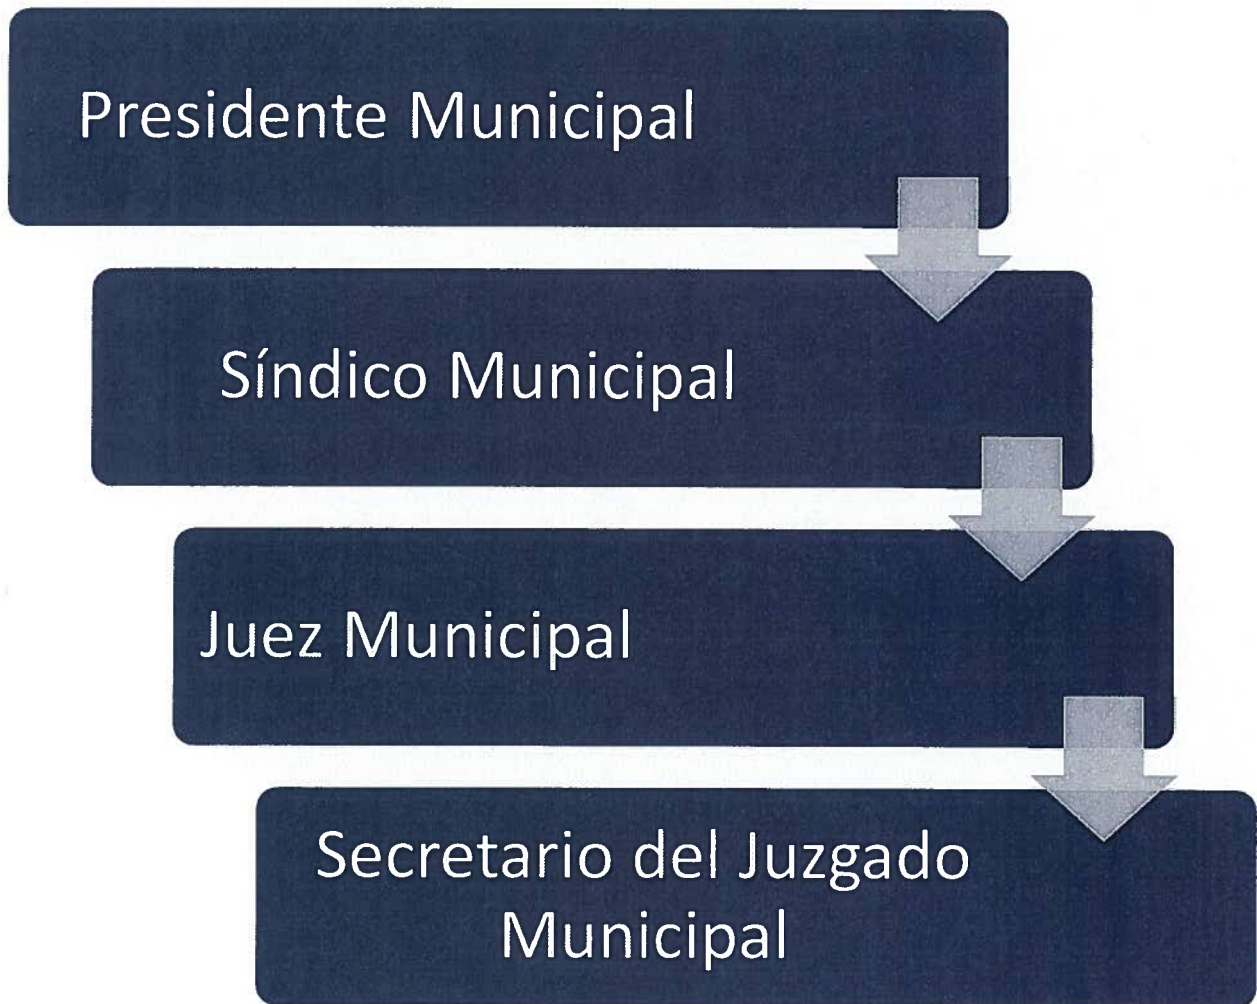 Presidente Municipal
Síndico Municipal
Juez Municipal
Secretario del Juzgado
Municipal